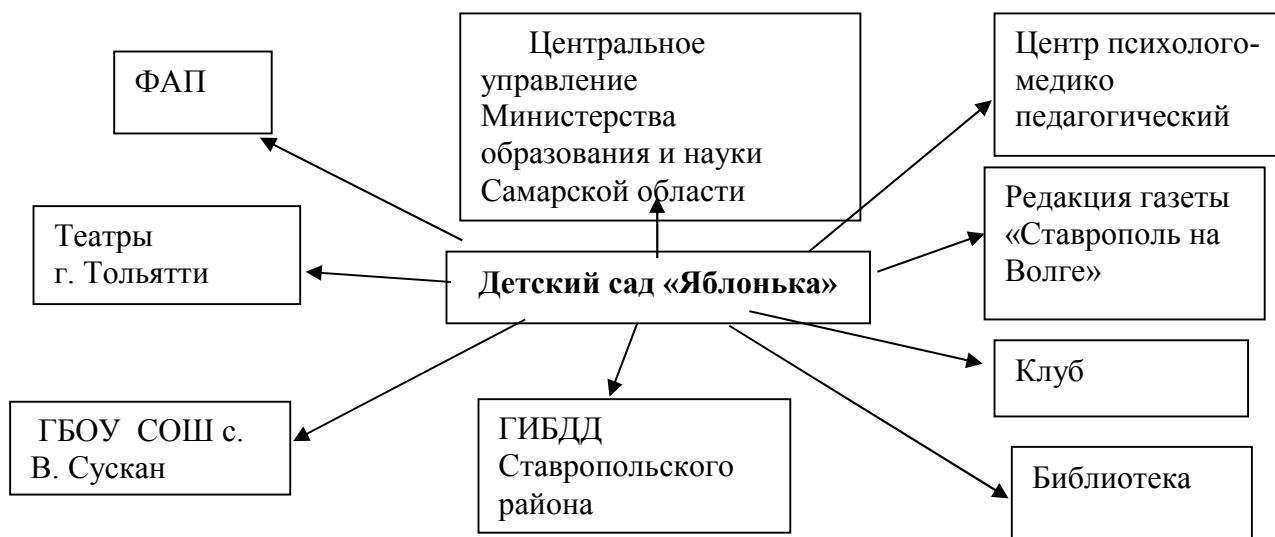 ФАП
Центральное
управление
Министерства
образования и науки
Самарской области
Центр психолого-
медико
педагогический
Театры
г. Тольятти
Детский сад «Яблонька»
Редакция газеты
«Ставрополь на
Волге»
Клуб
ГБОУ СОШ с.
В. Сускан
ГИБДД
Ставропольского
района
Библиотека